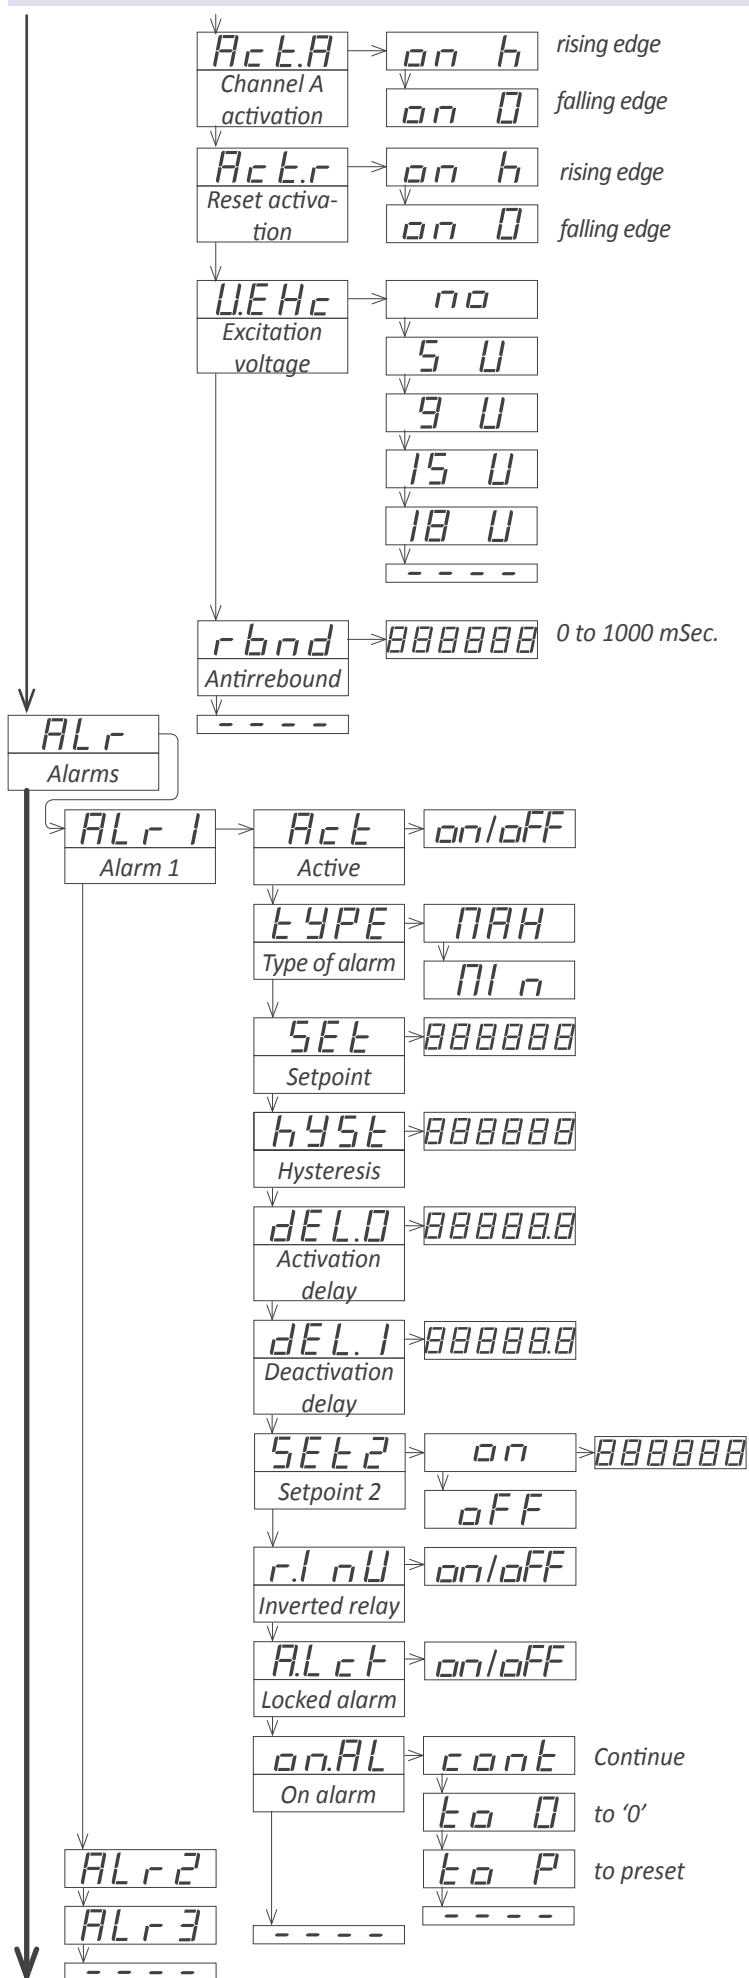 Act.A on h rising edge
Channel A
activation
on 0 falling edge
Act.r on h rising edge
Reset activa-
tion
on 0 falling edge
V.EHc no
Excitation
voltage
5 V
9 V
15 V
18 V
- - - -
rbnd 888888 0 to 1000 mSec.
Antirrebound
- - - -
ALr
Alarms
ALr1 Act on/oFF
Alarm 1 Active
tYPE MAH
Type of alarm
MIn
SEt 888888
Setpoint
hYSt 888888
Hysteresis
dEL.0 88888.8
Activation
delay
dEL.1 88888.8
Deactivation
delay
SEt2 on 888888
Setpoint 2
oFF
r.InV on/oFF
Inverted relay
A.Lck on/oFF
Locked alarm
on.AL cont Continue
On alarm
to 0 to ‘0’
ALr2 to P to preset
ALr3 - - - -
- - - -
- - - -